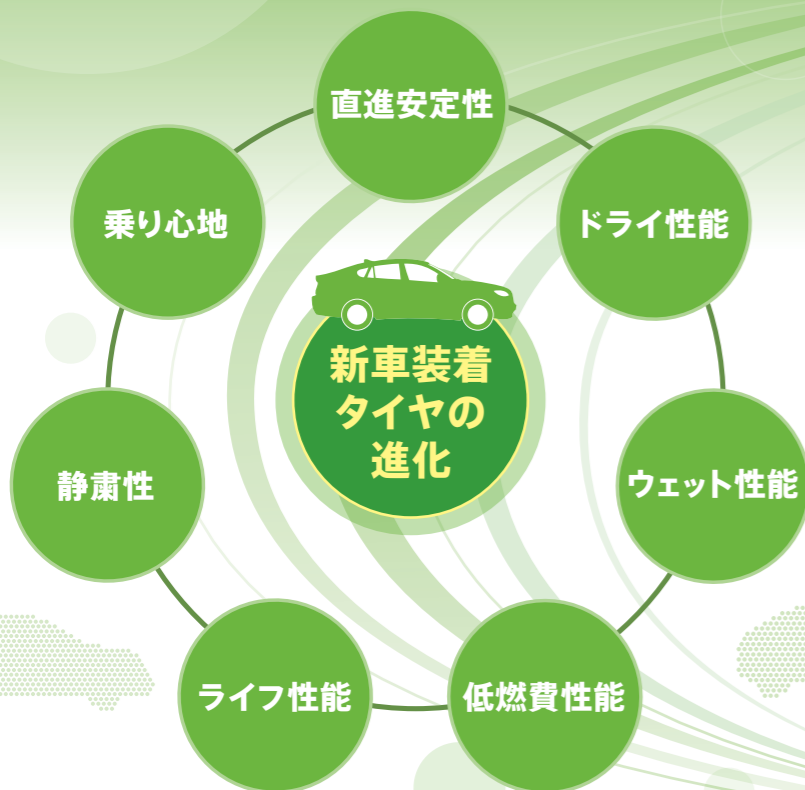 直進安定性
ドライ性能
ウェット性能
低燃費性能
ライフ性能
静粛性
乗り心地
新車装着
タイヤの
進化